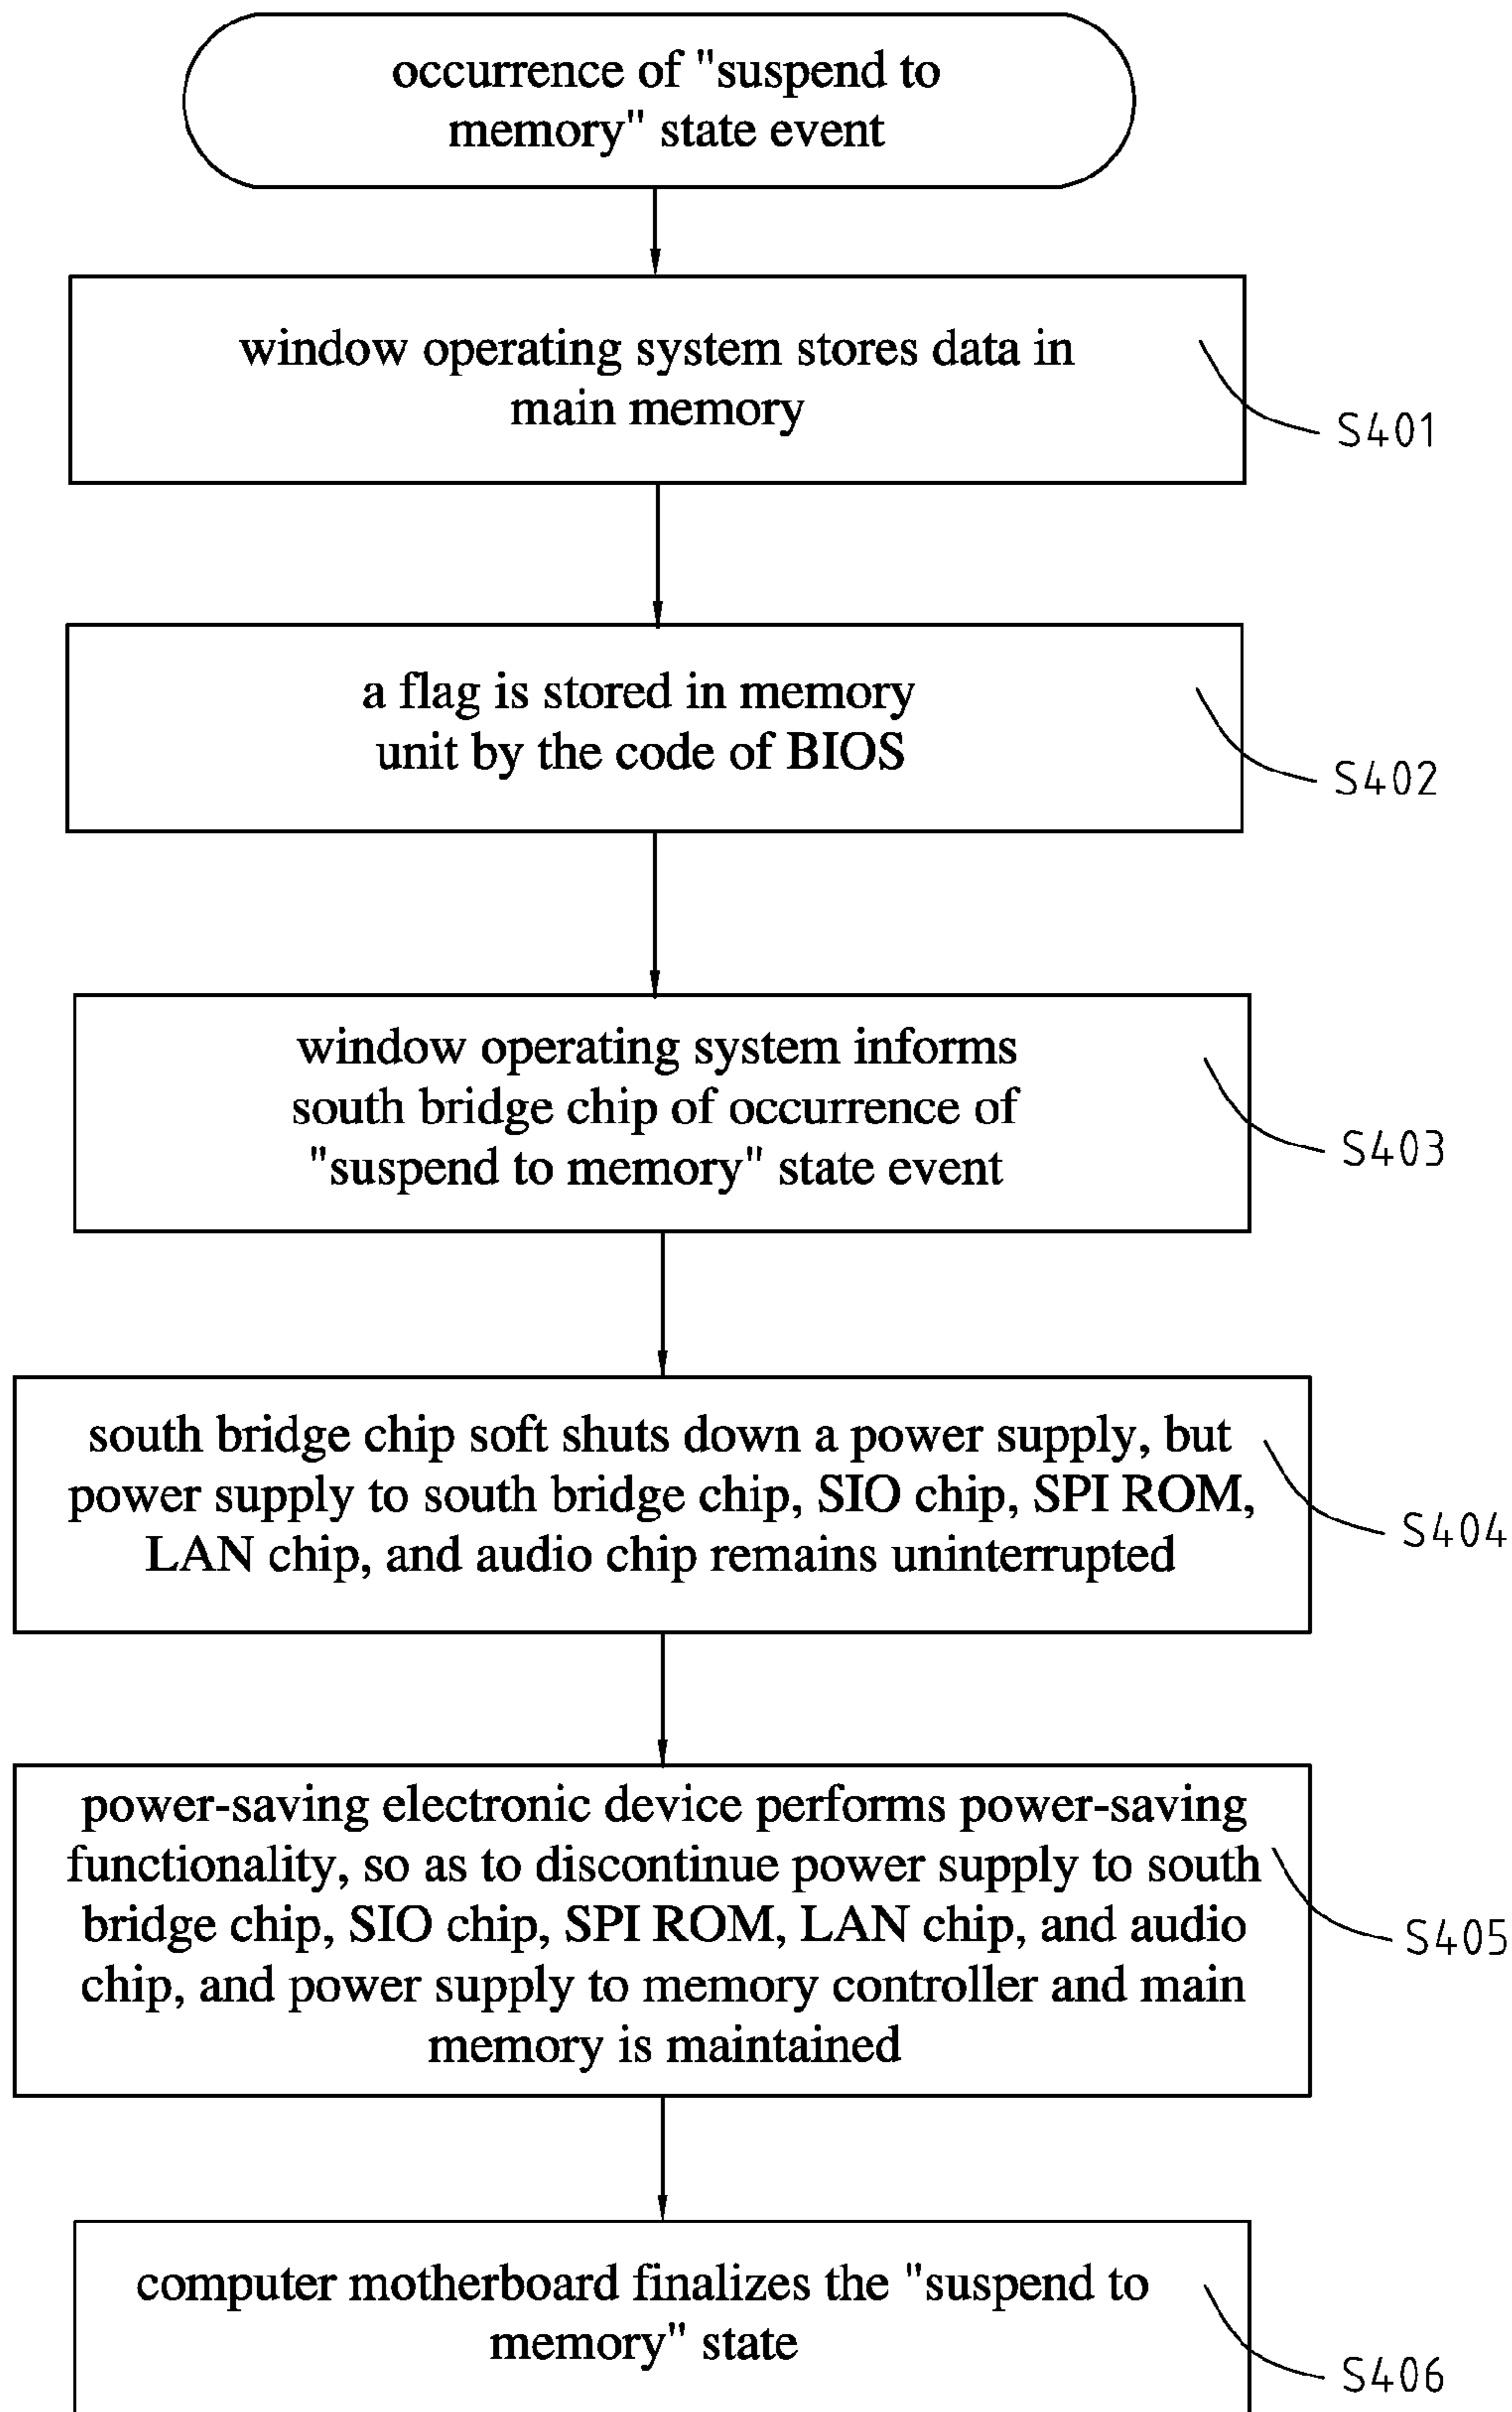 occurrence of "suspend to
memory" state event
window operating system stores data in
main memory
S401
a flag is stored in memory
unit by the code of BIOS
S402
window operating system informs
south bridge chip of occurrence of
"suspend to memory" state event
S403
south bridge chip soft shuts down a power supply, but
power supply to south bridge chip, SIO chip, SPI ROM,
LAN chip, and audio chip remains uninterrupted
S404
power-saving electronic device performs power-saving
functionality, so as to discontinue power supply to south
bridge chip, SIO chip, SPI ROM, LAN chip, and audio
chip, and power supply to memory controller and main
memory is maintained
S405
computer motherboard finalizes the "suspend to
memory" state
S406